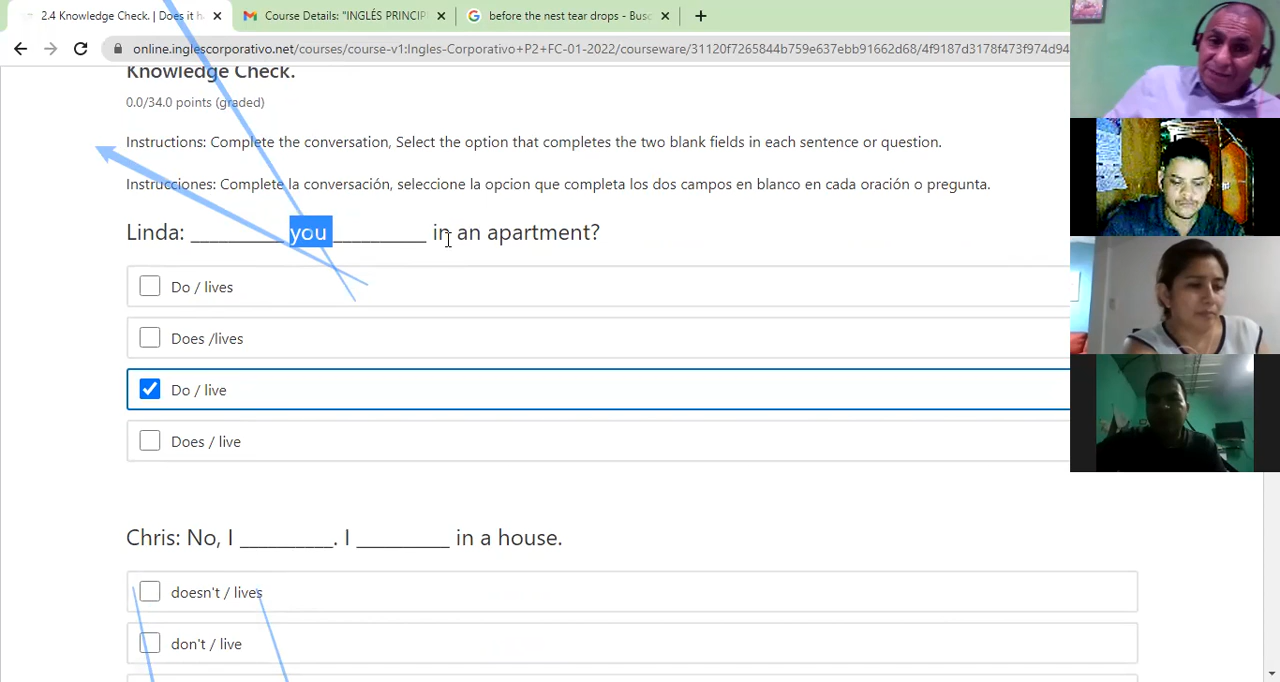 2.4 Knowledge Check. | Does it h
Course Details: "INGLÉS PRINCIP
before the nest tear drops - Busc
online.inglescorporativo.net/courses/course-v1:Ingles-Corporativo+P2+FC-01-2022/courseware/31120f7265844b759e637ebb91662d68/4f9187d3178f473f974d94
Knowledge Check.
0.0/34.0 points (graded)
Instructions: Complete the conversation, Select the option that completes the two blank fields in each sentence or question.
Instrucciones: Complete la conversación, seleccione la opcion que completa los dos campos en blanco en cada oración o pregunta.
Linda: __________ you __________ in an apartment?
Do / lives
Does /lives
Do / live
Does / live
Chris: No, I __________. I __________ in a house.
doesn't / lives
don't / live